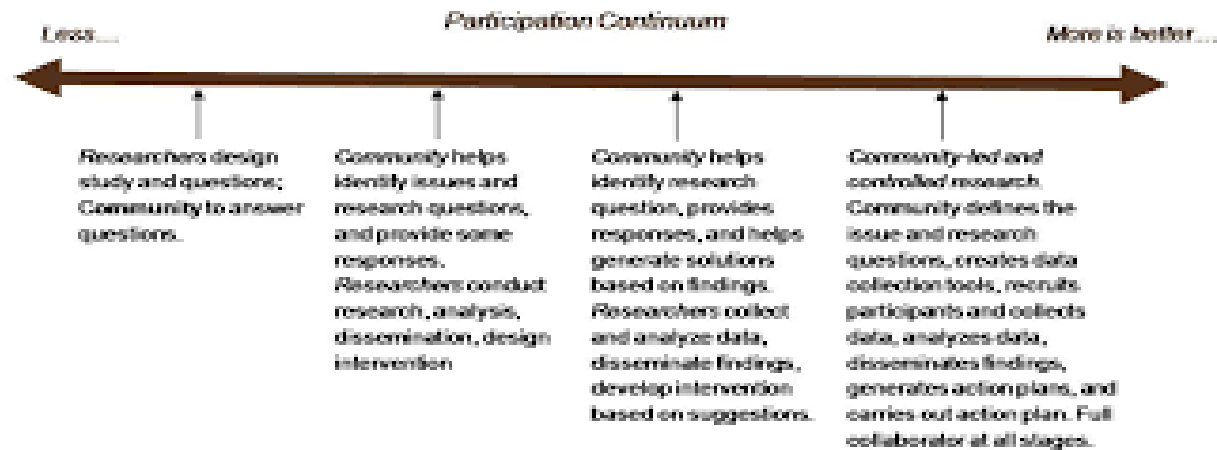 Participation Continuum
Less....
More is better...
Researchers design
study and questions;
Community to answer
questions.
Community helps
identify issues and
research questions,
and provide some
responses.
Researchers conduct
research, analysis,
dissemination, design
intervention
Community helps
identify research
question, provides
responses, and helps
generate solutions
based on findings.
Researchers collect
and analyze data,
disseminate findings,
develop intervention
based on suggestions.
Community-led and
controlled research.
Community defines the
issue and research
questions, creates data
collection tools, recruits
participants and collects
data, analyzes data,
disseminates findings,
generates action plans, and
carries out action plan. Full
collaborator at all stages.